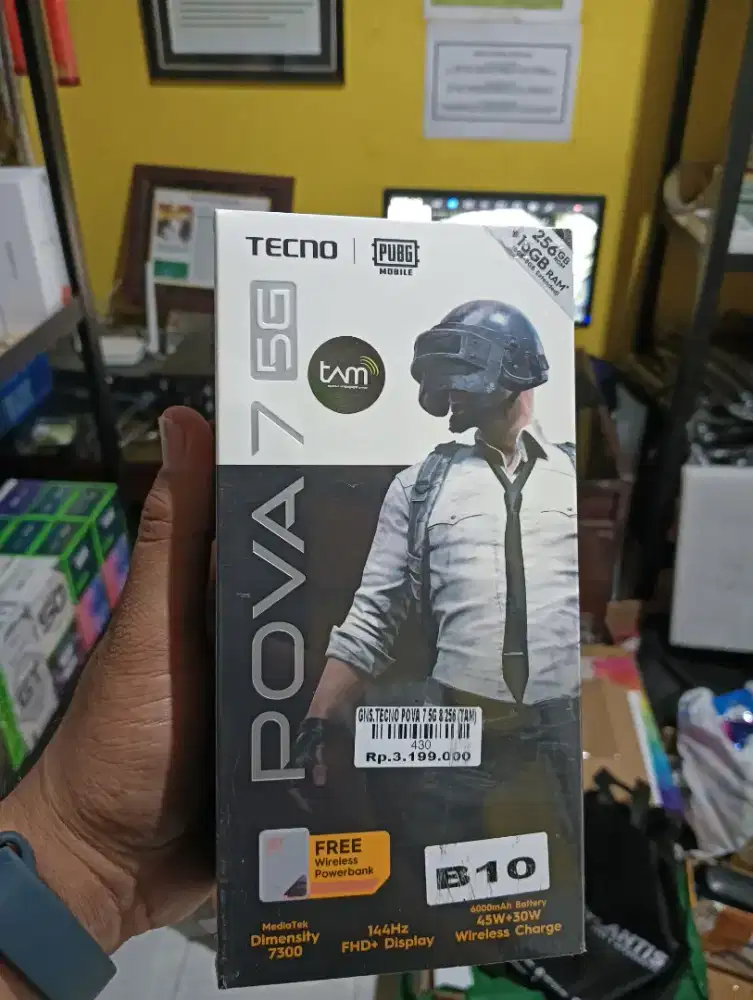 TECNO | PUBG MOBILE
256GB ROM
16GB RAM*
POVA 7 5G
tam
GNS.TECNO POVA 7 5G 8.256 (TAM)
430
Rp.3.199.000
FREE
Wireless
Powerbank
B10
MediaTek
Dimensity
7300
144Hz
FHD+ Display
6000mAh Battery
45W+30W
Wireless Charge
GT